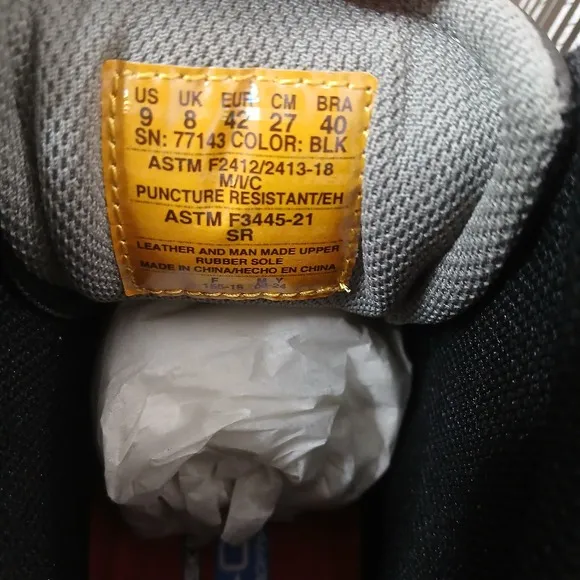 US UK EUR CM BRA
9 8 42 27 40
SN: 77143 COLOR: BLK
ASTM F2412/2413-18
M/I/C
PUNCTURE RESISTANT/EH
ASTM F3445-21
SR
LEATHER AND MAN MADE UPPER
RUBBER SOLE
MADE IN CHINA/HECHO EN CHINA
F M Y